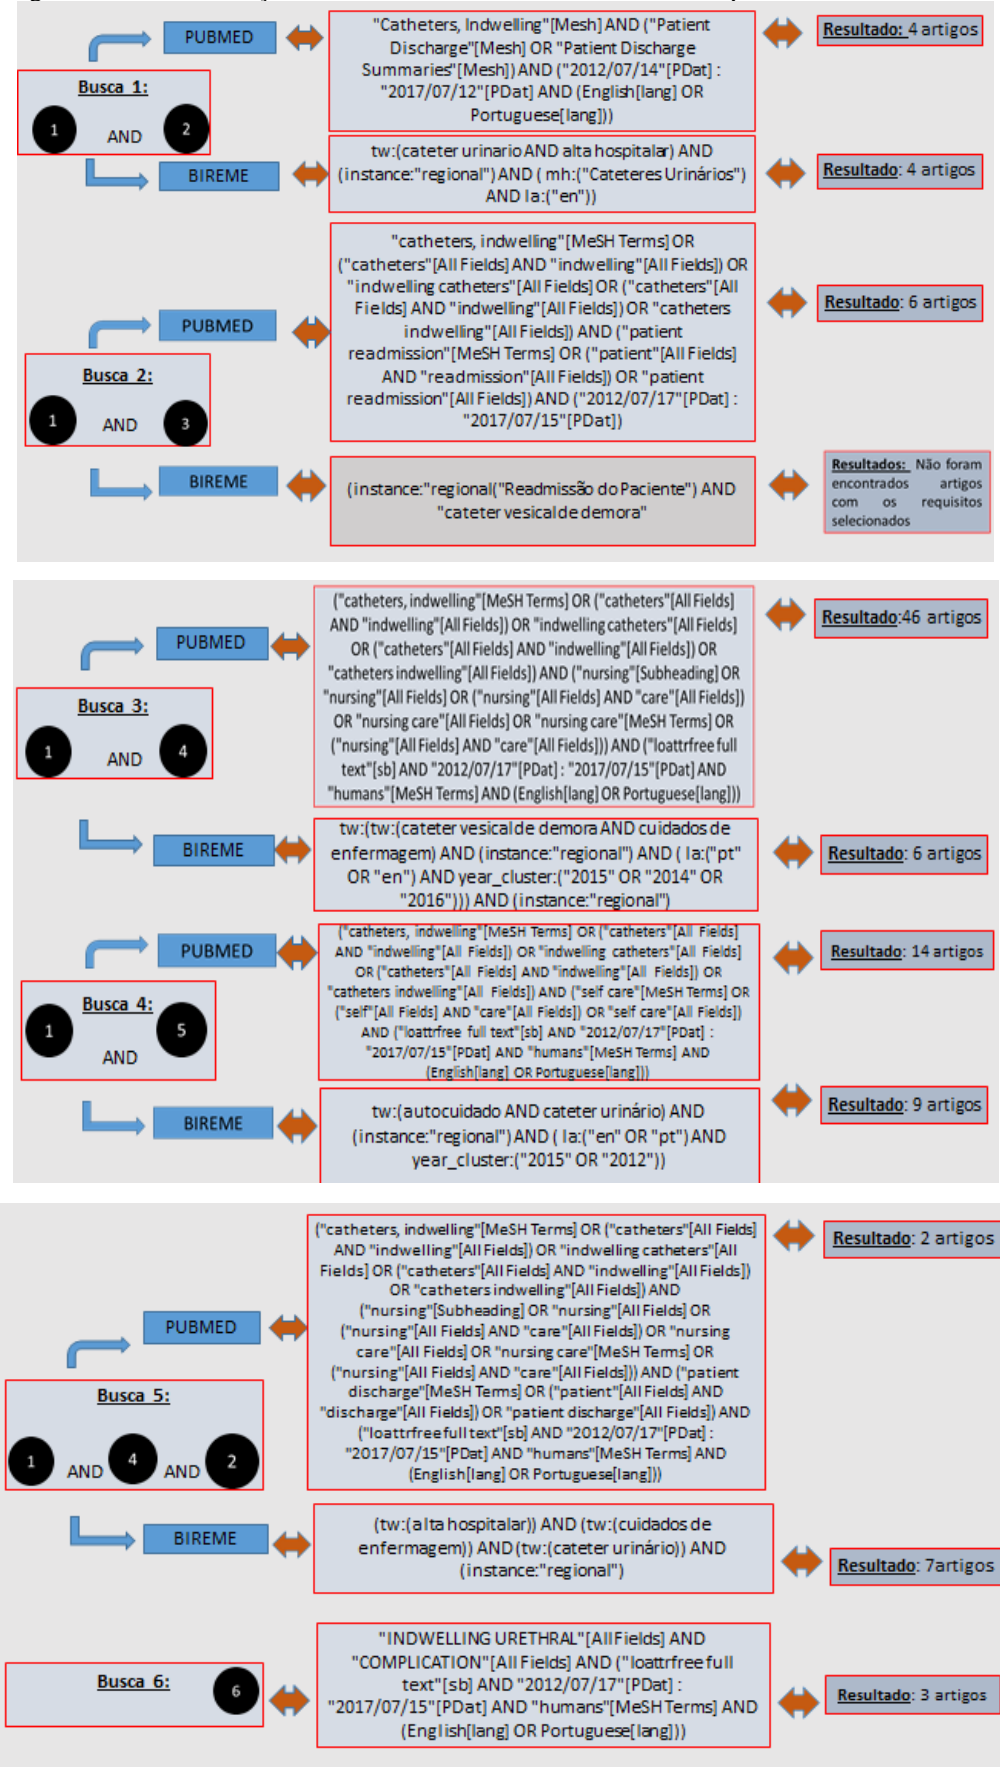 PUBMED
"Catheters, Indwelling"[Mesh] AND ("Patient
Discharge"[Mesh] OR "Patient Discharge
Summaries"[Mesh]) AND ("2012/07/14"[PDat] :
"2017/07/12"[PDat] AND (English[lang] OR
Portuguese[lang]))
Resultado: 4 artigos
Busca 1:
1 AND 2
BIREME
tw:(cateter urinario AND alta hospitalar) AND
(instance:"regional") AND ( mh:("Cateteres Urinários")
AND la:("en"))
Resultado: 4 artigos
PUBMED
"catheters, indwelling"[MeSH Terms] OR
("catheters"[All Fields] AND "indwelling"[All Fields]) OR
"indwelling catheters"[All Fields] OR ("catheters"[All
Fields] AND "indwelling"[All Fields]) OR "catheters
indwelling"[All Fields]) AND ("patient
readmission"[MeSH Terms] OR ("patient"[All Fields]
AND "readmission"[All Fields]) OR "patient
readmission"[All Fields]) AND ("2012/07/17"[PDat] :
"2017/07/15"[PDat])
Resultado: 6 artigos
Busca 2:
1 AND 3
BIREME
(instance:"regional("Readmissão do Paciente") AND
"cateter vesical de demora"
Resultados: Não foram
encontrados artigos
com os requisitos
selecionados
PUBMED
("catheters, indwelling"[MeSH Terms] OR ("catheters"[All Fields]
AND "indwelling"[All Fields]) OR "indwelling catheters"[All Fields]
OR ("catheters"[All Fields] AND "indwelling"[All Fields]) OR
"catheters indwelling"[All Fields]) AND ("nursing"[Subheading] OR
"nursing"[All Fields] OR ("nursing"[All Fields] AND "care"[All Fields])
OR "nursing care"[All Fields] OR "nursing care"[MeSH Terms] OR
("nursing"[All Fields] AND "care"[All Fields])) AND ("loattrfree full
text"[sb] AND "2012/07/17"[PDat] : "2017/07/15"[PDat] AND
"humans"[MeSH Terms] AND (English[lang] OR Portuguese[lang]))
Resultado:46 artigos
Busca 3:
1 AND 4
BIREME
tw:(tw:(cateter vesical de demora AND cuidados de
enfermagem) AND (instance:"regional") AND ( la:("pt"
OR "en") AND year_cluster:("2015" OR "2014" OR
"2016"))) AND (instance:"regional")
Resultado: 6 artigos
PUBMED
("catheters, indwelling"[MeSH Terms] OR ("catheters"[All Fields]
AND "indwelling"[All Fields]) OR "indwelling catheters"[All Fields]
OR ("catheters"[All Fields] AND "indwelling"[All Fields]) OR
"catheters indwelling"[All Fields]) AND ("self care"[MeSH Terms] OR
("self"[All Fields] AND "care"[All Fields]) OR "self care"[All Fields])
AND ("loattrfree full text"[sb] AND "2012/07/17"[PDat] :
"2017/07/15"[PDat] AND "humans"[MeSH Terms] AND
(English[lang] OR Portuguese[lang]))
Resultado: 14 artigos
Busca 4:
1 AND 5
BIREME
tw:(autocuidado AND cateter urinário) AND
(instance:"regional") AND ( la:("en" OR "pt") AND
year_cluster:("2015" OR "2012"))
Resultado: 9 artigos
PUBMED
("catheters, indwelling"[MeSH Terms] OR ("catheters"[All Fields]
AND "indwelling"[All Fields]) OR "indwelling catheters"[All
Fields] OR ("catheters"[All Fields] AND "indwelling"[All Fields])
OR "catheters indwelling"[All Fields]) AND
("nursing"[Subheading] OR "nursing"[All Fields] OR
("nursing"[All Fields] AND "care"[All Fields]) OR "nursing
care"[All Fields] OR "nursing care"[MeSH Terms] OR
("nursing"[All Fields] AND "care"[All Fields])) AND ("patient
discharge"[MeSH Terms] OR ("patient"[All Fields] AND
"discharge"[All Fields]) OR "patient discharge"[All Fields]) AND
("loattrfree full text"[sb] AND "2012/07/17"[PDat] :
"2017/07/15"[PDat] AND "humans"[MeSH Terms] AND
(English[lang] OR Portuguese[lang]))
Resultado: 2 artigos
Busca 5:
1 AND 4 AND 2
BIREME
(tw:(alta hospitalar)) AND (tw:(cuidados de
enfermagem)) AND (tw:(cateter urinário)) AND
(instance:"regional")
Resultado: 7artigos
Busca 6:
6
"INDWELLING URETHRAL"[All Fields] AND
"COMPLICATION"[All Fields] AND ("loattrfree full
text"[sb] AND "2012/07/17"[PDat] :
"2017/07/15"[PDat] AND "humans"[MeSH Terms] AND
(English[lang] OR Portuguese[lang]))
Resultado: 3 artigos